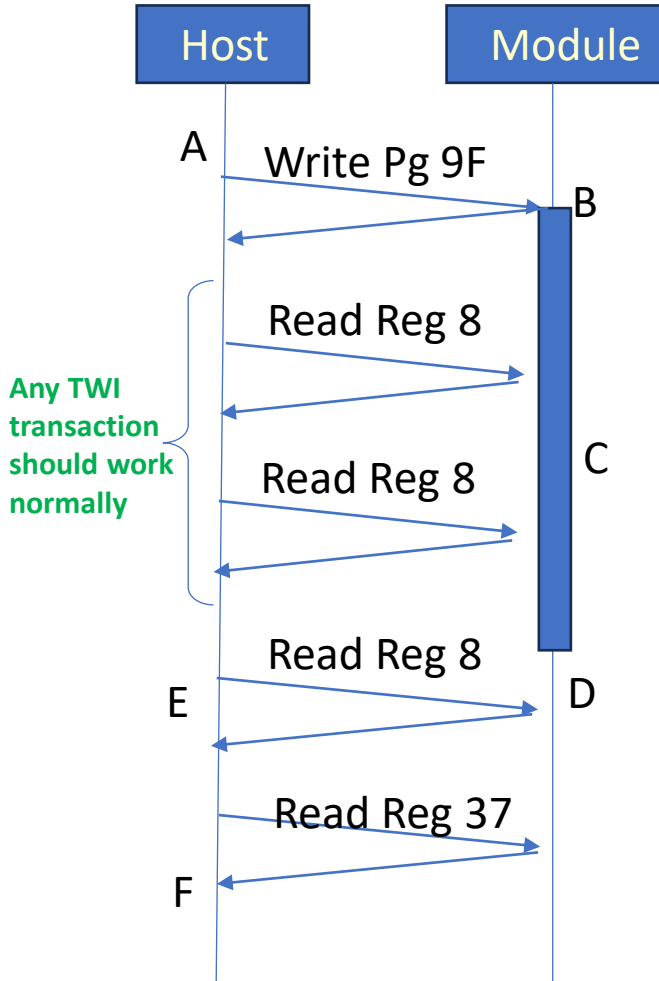 Host
Module
A
Write Pg 9F
B
Read Reg 8
Any TWI
transaction
should work
normally
C
Read Reg 8
Read Reg 8
D
E
Read Reg 37
F